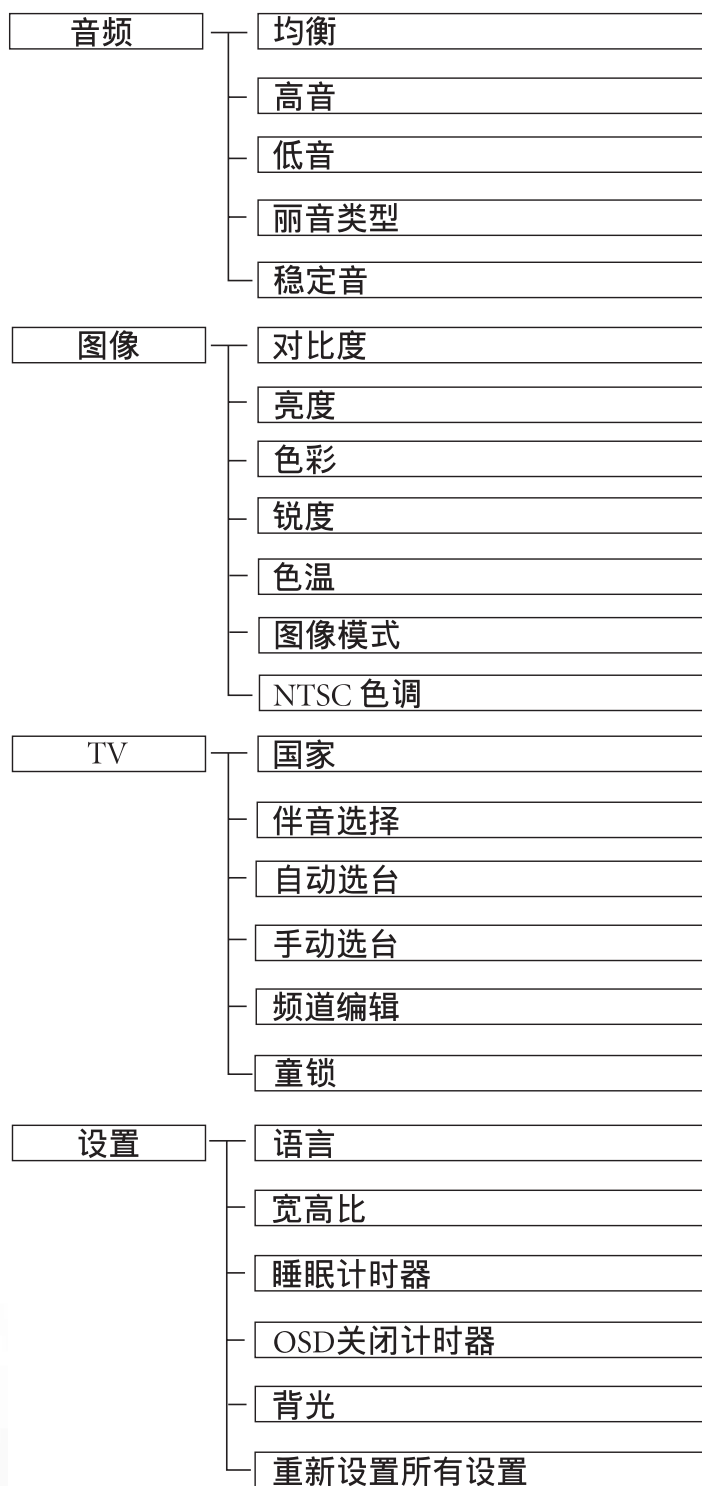 音频
均衡
高音
低音
丽音类型
稳定音
图像
对比度
亮度
色彩
锐度
色温
图像模式
NTSC 色调
TV
国家
伴音选择
自动选台
手动选台
频道编辑
童锁
设置
语言
宽高比
睡眠计时器
OSD关闭计时器
背光
重新设置所有设置